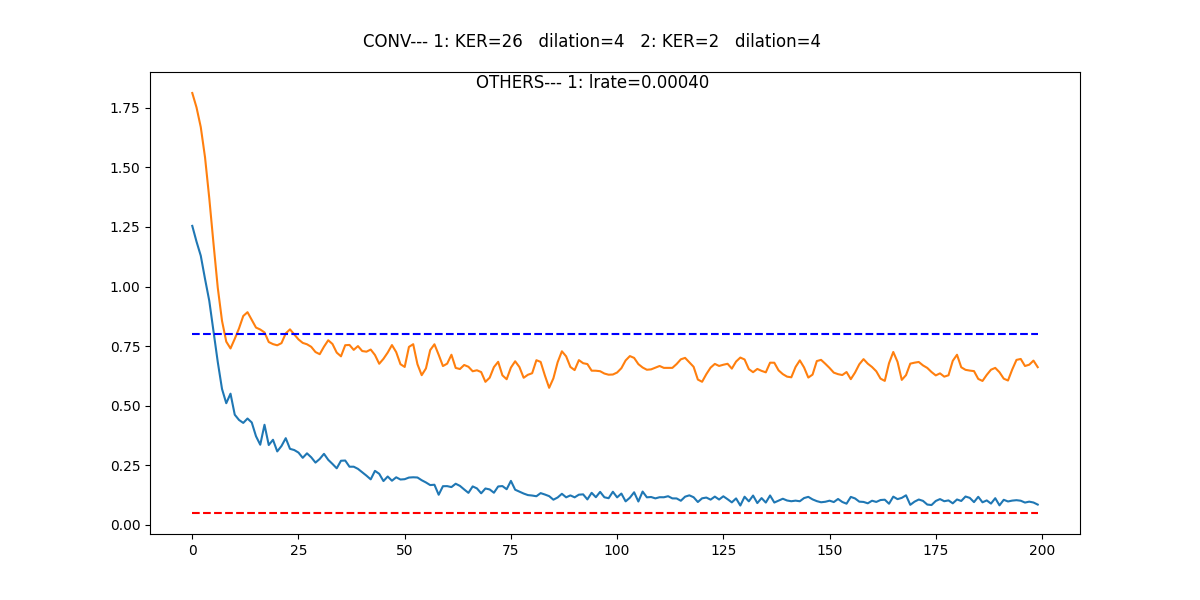 CONV--- 1: KER=26   dilation=4   2: KER=2   dilation=4
OTHERS--- 1: lrate=0.00040
1.75
1.50
1.25
1.00
0.75
0.50
0.25
0.00
0 25 50 75 100 125 150 175 200